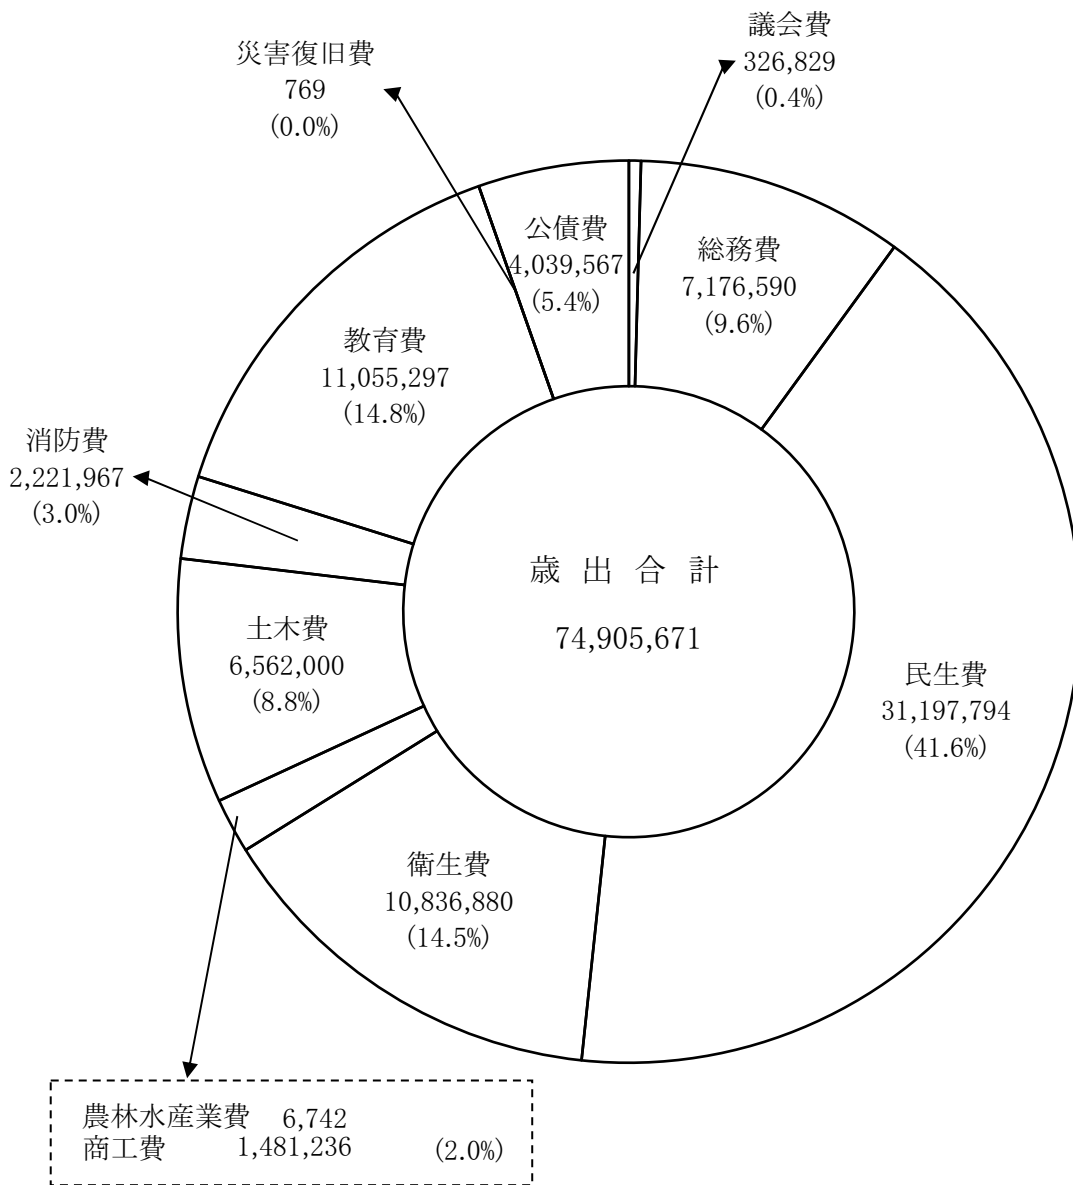 議会費
326,829
(0.4%)
災害復旧費
769
(0.0%)
公債費
4,039,567
(5.4%)
総務費
7,176,590
(9.6%)
教育費
11,055,297
(14.8%)
消防費
2,221,967
(3.0%)
歳出合計
74,905,671
土木費
6,562,000
(8.8%)
民生費
31,197,794
(41.6%)
衛生費
10,836,880
(14.5%)
農林水産業費 6,742
商工費 1,481,236 (2.0%)